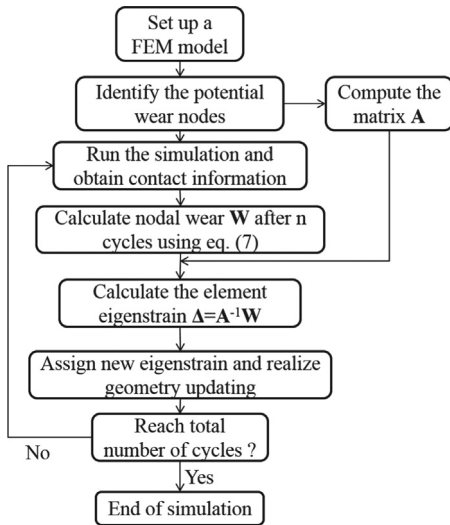 Set up a
FEM model
Identify the potential
wear nodes
Compute the
matrix A
Run the simulation and
obtain contact information
Calculate nodal wear W after n
cycles using eq. (7)
Calculate the element
eigenstrain Δ=A⁻¹W
Assign new eigenstrain and realize
geometry updating
Reach total
number of cycles ?
No
Yes
End of simulation